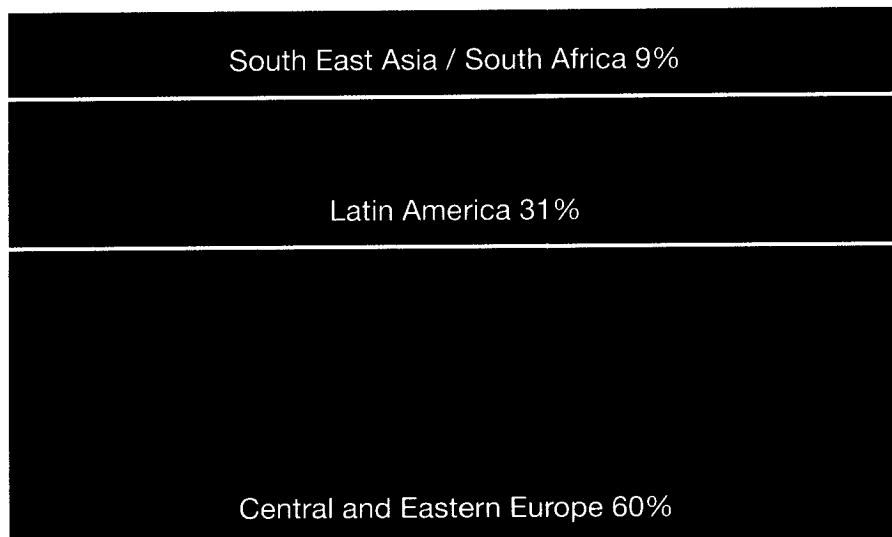 South East Asia / South Africa 9%
Latin America 31%
Central and Eastern Europe 60%